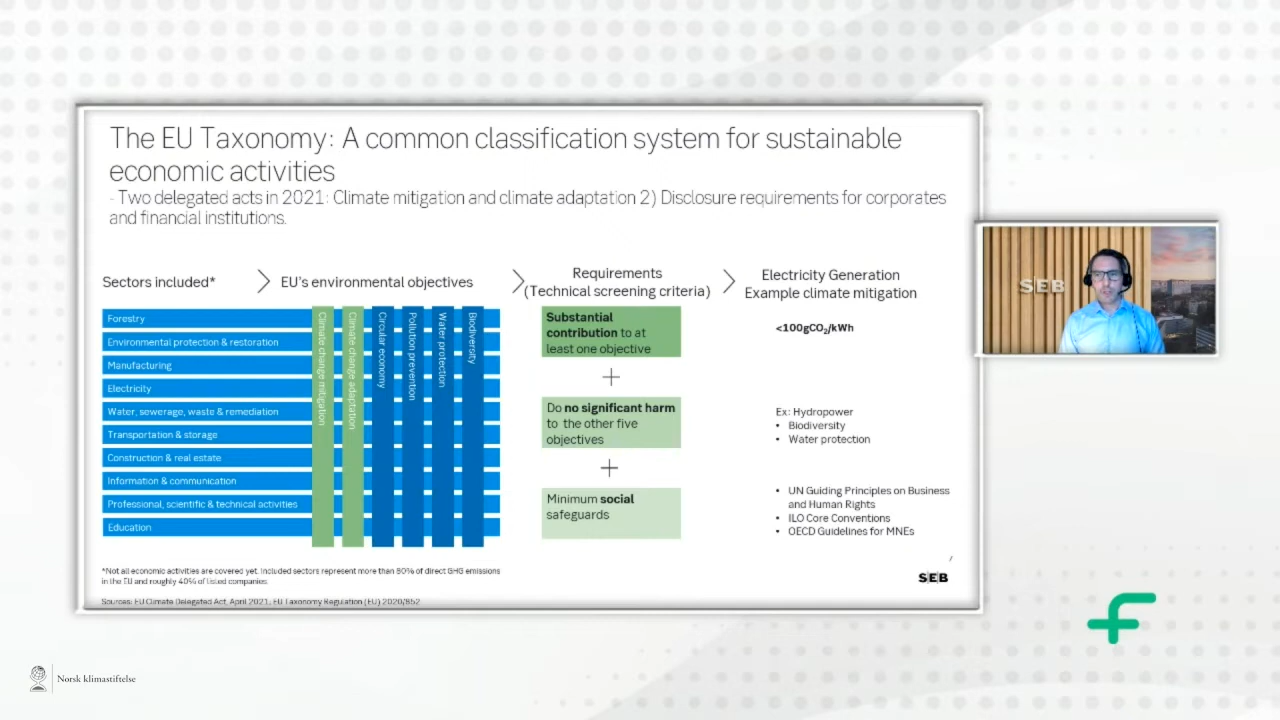 The EU Taxonomy: A common classification system for sustainable
economic activities
- Two delegated acts in 2021: Climate mitigation and climate adaptation 2) Disclosure requirements for corporates
and financial institutions.
Sectors included*
EU's environmental objectives
Requirements
(Technical screening criteria)
Electricity Generation
Example climate mitigation
Forestry
Environmental protection & restoration
Manufacturing
Electricity
Water, sewerage, waste & remediation
Transportation & storage
Construction & real estate
Information & communication
Professional, scientific & technical activities
Education
Climate change mitigation
Climate change adaptation
Circular economy
Pollution prevention
Water protection
Biodiversity
Substantial
contribution to at
least one objective
+
Do no significant harm
to the other five
objectives
+
Minimum social
safeguards
<100gCO₂/kWh
Ex: Hydropower
• Biodiversity
• Water protection
• UN Guiding Principles on Business
and Human Rights
• ILO Core Conventions
• OECD Guidelines for MNEs
*Not all economic activities are covered yet. Included sectors represent more than 80% of direct GHG emissions
in the EU and roughly 40% of listed companies.
Sources: EU Climate Delegated Act, April 2021; EU Taxonomy Regulation (EU) 2020/852
/
SEB
SEB
Norsk klimastiftelse